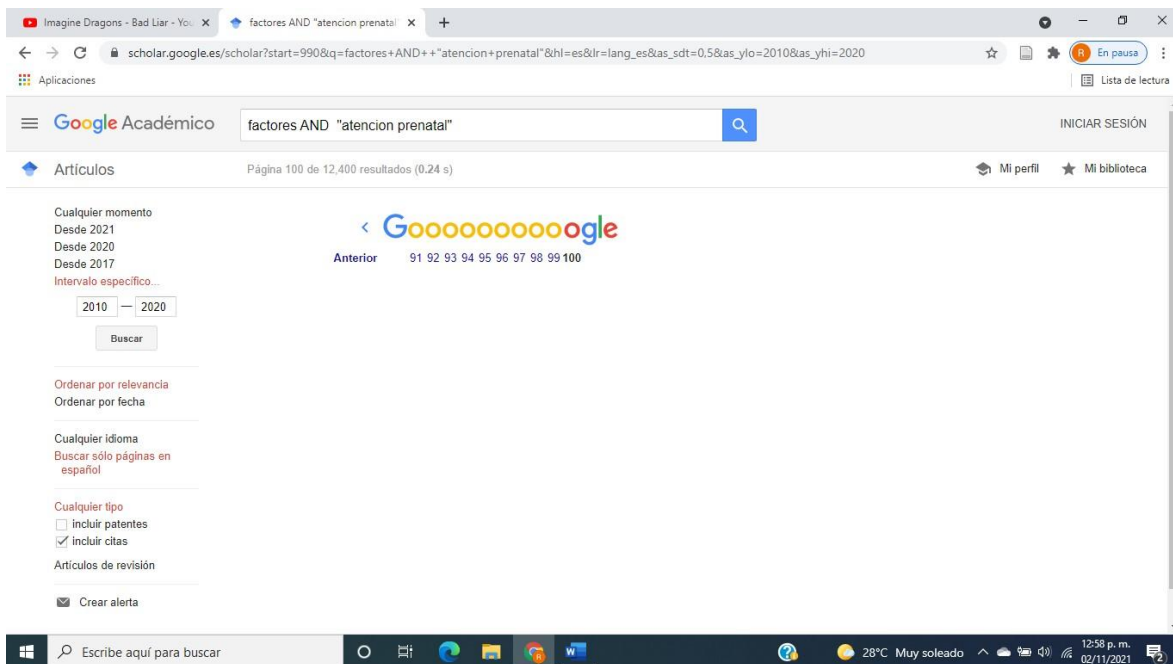 Imagine Dragons - Bad Liar - You
factores AND "atencion prenatal"
scholar.google.es/scholar?start=990&q=factores+AND++"atencion+prenatal"&hl=es&lr=lang_es&as_sdt=0,5&as_ylo=2010&as_yhi=2020
R En pausa
Aplicaciones
Lista de lectura
Google Académico
factores AND "atencion prenatal"
INICIAR SESIÓN
Artículos
Página 100 de 12,400 resultados (0.24 s)
Mi perfil
Mi biblioteca
Cualquier momento
Desde 2021
Desde 2020
Desde 2017
Intervalo específico...
2010 — 2020
Buscar
Ordenar por relevancia
Ordenar por fecha
Cualquier idioma
Buscar sólo páginas en
español
Cualquier tipo
incluir patentes
incluir citas
Artículos de revisión
Crear alerta
< Gooooooooooogle
Anterior 91 92 93 94 95 96 97 98 99 100
Escribe aquí para buscar
28°C Muy soleado
12:58 p. m.
02/11/2021